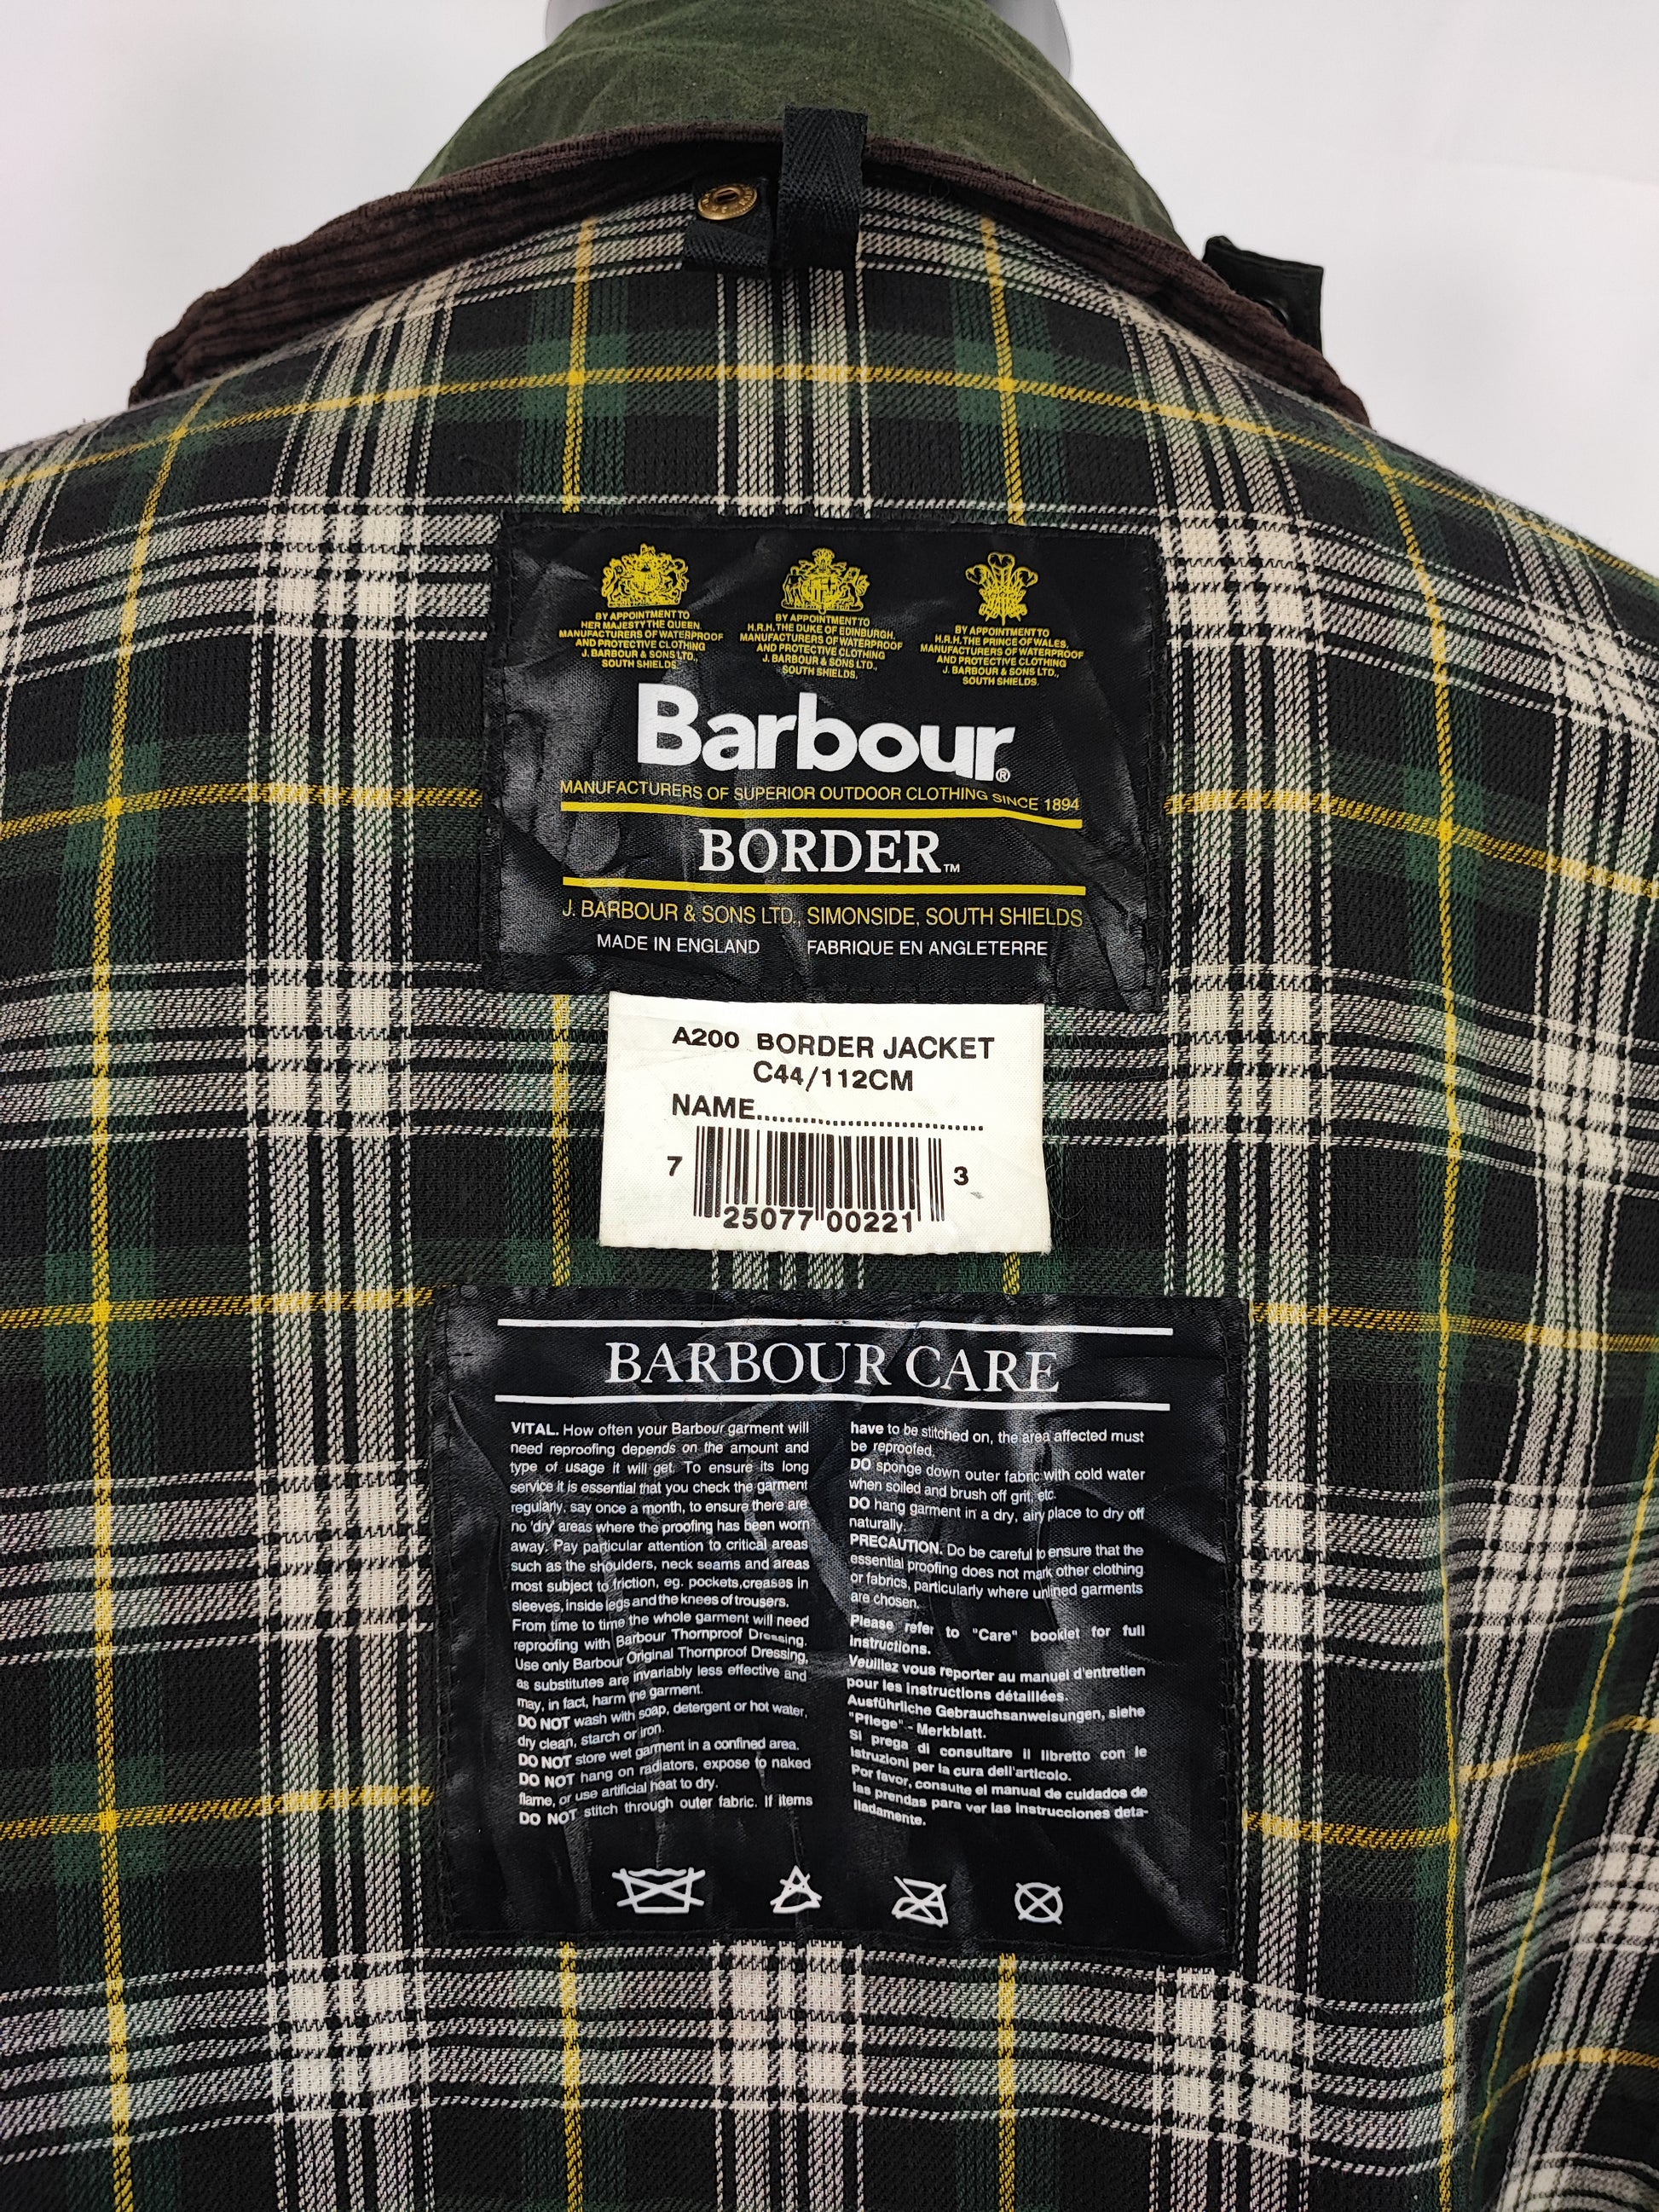 BY APPOINTMENT TO
HER MAJESTY THE QUEEN
MANUFACTURERS OF WATERPROOF
AND PROTECTIVE CLOTHING
J. BARBOUR & SONS LTD.,
SOUTH SHIELDS.
BY APPOINTMENT TO
H.R.H. THE DUKE OF EDINBURGH.
MANUFACTURERS OF WATERPROOF
AND PROTECTIVE CLOTHING
J. BARBOUR & SONS LTD.,
SOUTH SHIELDS,
BY APPOINTMENT TO
H.R.H. THE PRINCE OF WALES.
MANUFACTURERS OF WATERPROOF
AND PROTECTIVE CLOTHING
J. BARBOUR & SONS LTD.,
SOUTH SHIELDS.
Barbour®
MANUFACTURERS OF SUPERIOR OUTDOOR CLOTHING SINCE 1894
BORDER™
J. BARBOUR & SONS LTD., SIMONSIDE, SOUTH SHIELDS
MADE IN ENGLAND FABRIQUE EN ANGLETERRE
A200 BORDER JACKET
C44/112CM
NAME..............................
7 25077 00221 3
BARBOUR CARE
VITAL. How often your Barbour garment will
need reproofing depends on the amount and
type of usage it will get. To ensure its long
service it is essential that you check the garment
regularly, say once a month, to ensure there are
no 'dry' areas where the proofing has been worn
away. Pay particular attention to critical areas
such as the shoulders, neck seams and areas
most subject to friction, eg. pockets,creases in
sleeves, inside legs and the knees of trousers.
From time to time the whole garment will need
reproofing with Barbour Thornproof Dressing.
Use only Barbour Original Thornproof Dressing,
as substitutes are invariably less effective and
may, in fact, harm the garment.
DO NOT wash with soap, detergent or hot water,
dry clean, starch or iron.
DO NOT store wet garment in a confined area.
DO NOT hang on radiators, expose to naked
flame, or use artificial heat to dry.
DO NOT stitch through outer fabric. If items
have to be stitched on, the area affected must
be reproofed.
DO sponge down outer fabric with cold water
when soiled and brush off grit, etc.
DO hang garment in a dry, airy place to dry off
naturally.
PRECAUTION. Do be careful to ensure that the
essential proofing does not mark other clothing
or fabrics, particularly where unlined garments
are chosen.
Please refer to "Care" booklet for full
instructions.
Veuillez vous reporter au manuel d'entretien
pour les instructions détaillées.
Ausführliche Gebrauchsanweisungen, siehe
"Pflege" - Merkblatt.
Si prega di consultare il libretto con le
istruzioni per la cura dell'articolo.
Por favor, consulte el manual de cuidados de
las prendas para ver las instrucciones deta-
lladamente.